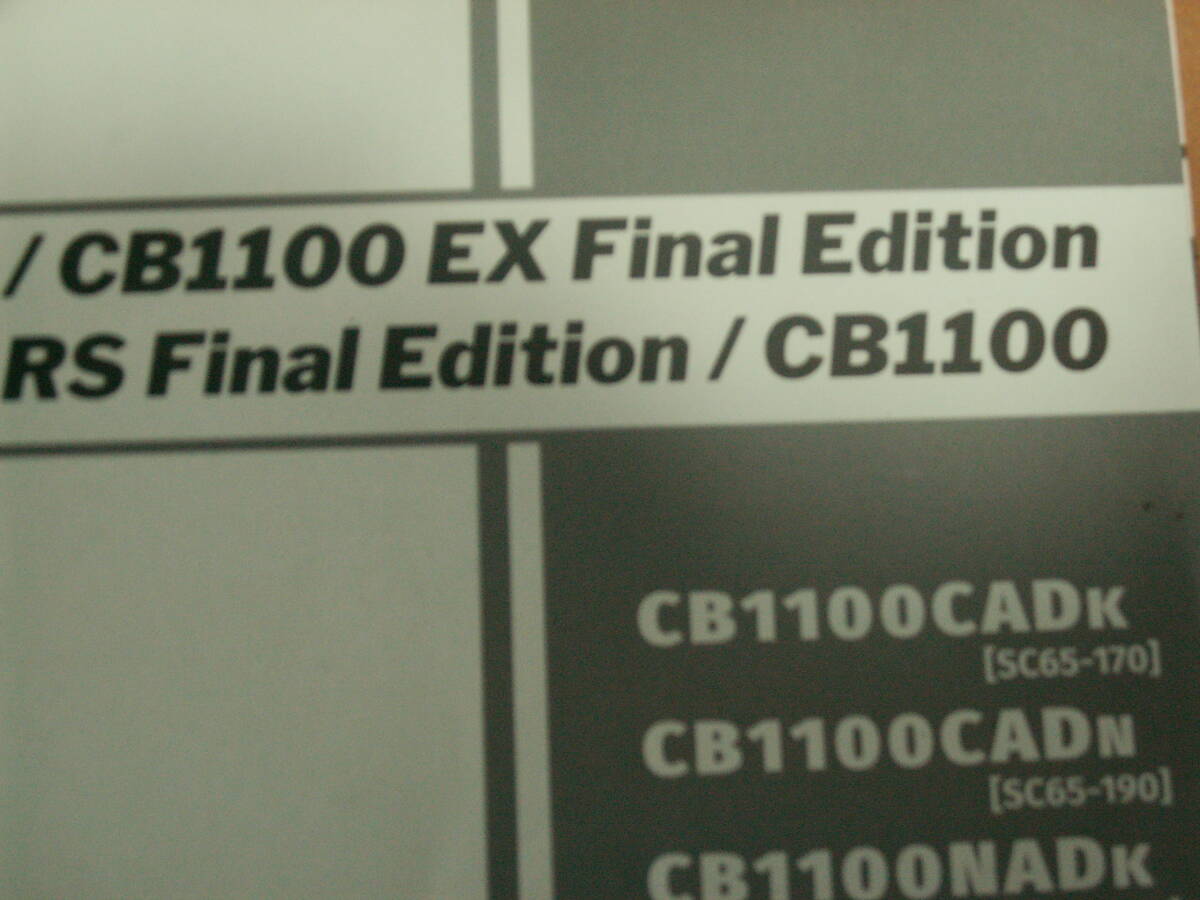 / CB1100 EX Final Edition
RS Final Edition / CB1100
CB1100CADK
[SC65-170]
CB1100CADN
[SC65-190]
CB1100NADK